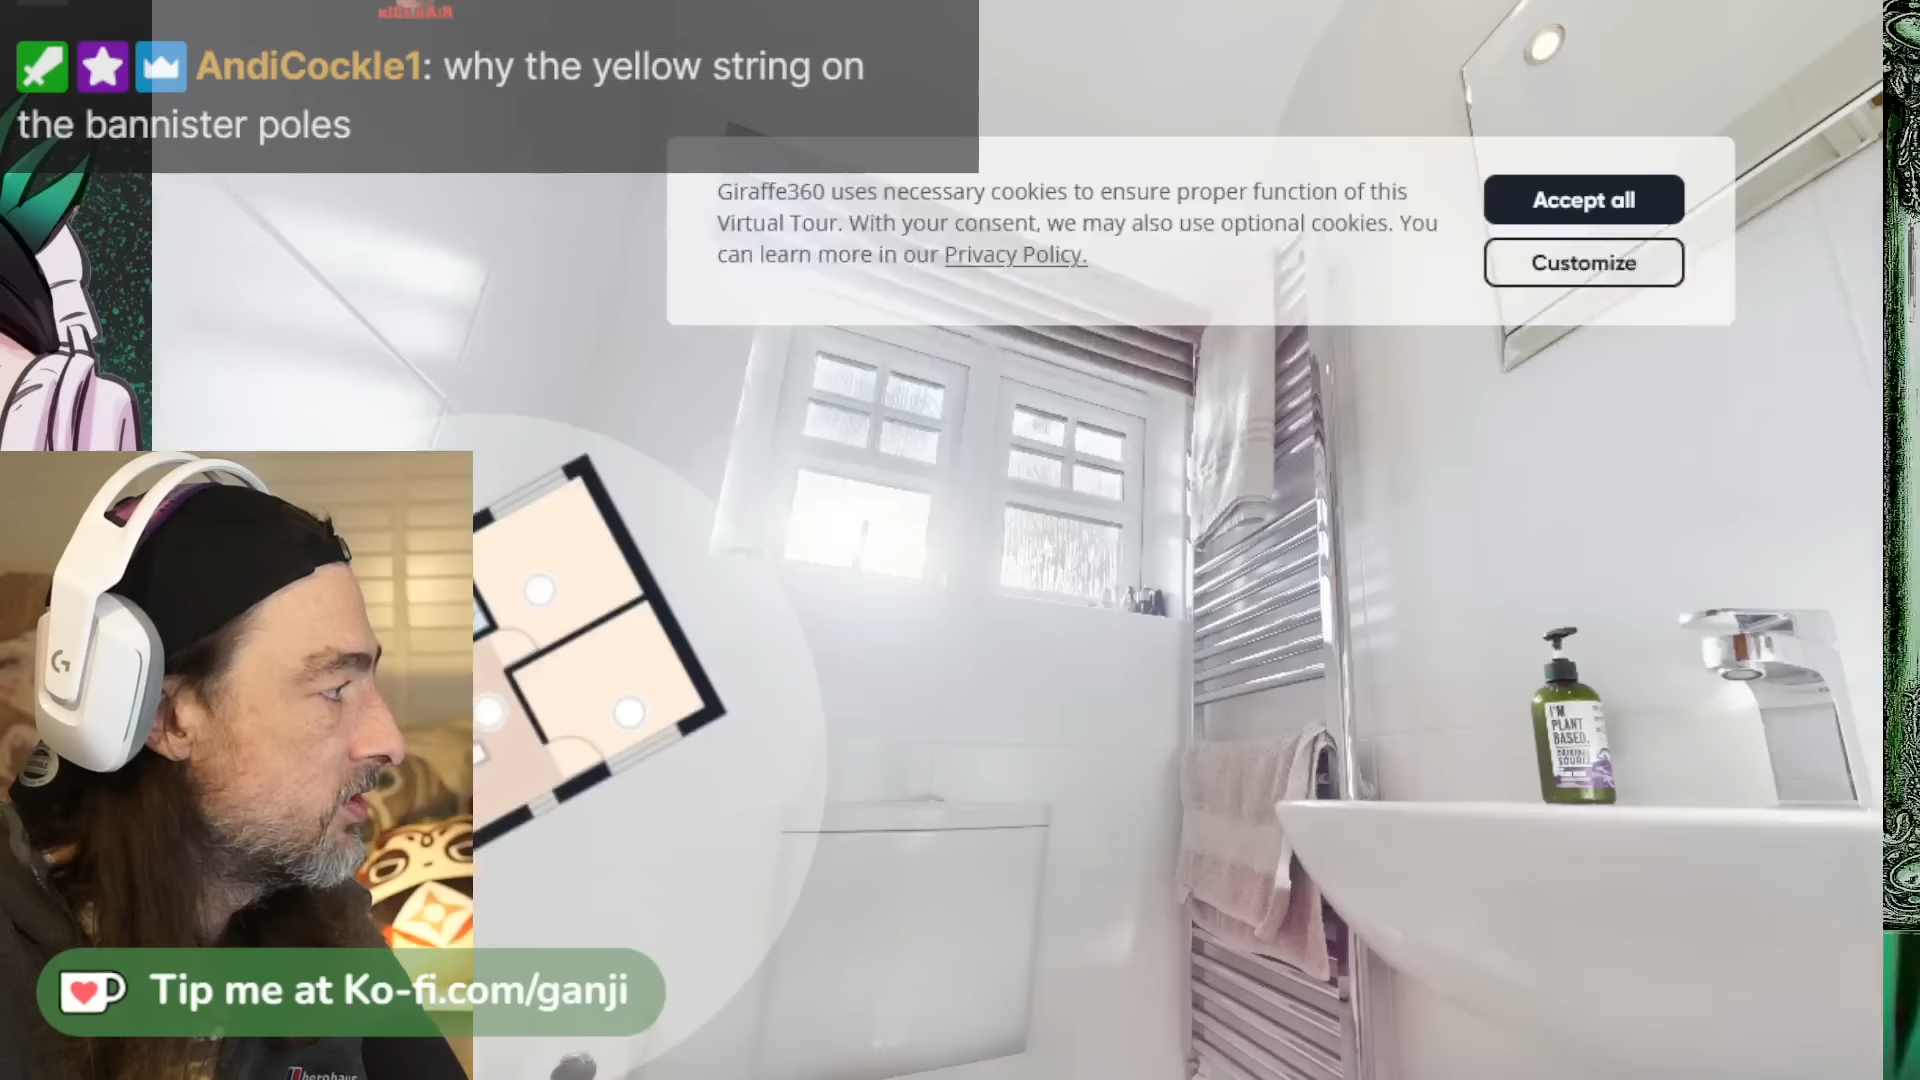 AndiCockle1: why the yellow string on
the bannister poles
Giraffe360 uses necessary cookies to ensure proper function of this
Virtual Tour. With your consent, we may also use optional cookies. You
can learn more in our Privacy Policy.
Accept all
Customize
I'M
PLANT
BASED.
ORIGINAL
SOURCE
Tip me at Ko-fi.com/ganji